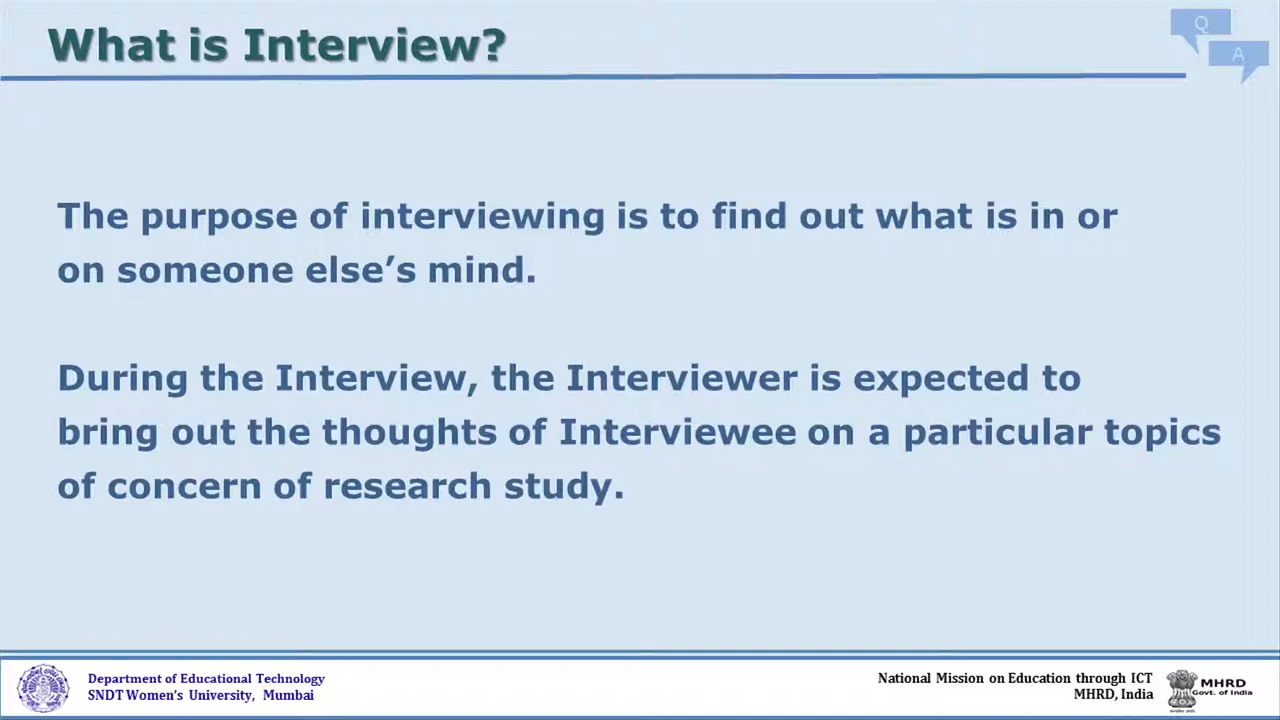 What is Interview?
Q
A
The purpose of interviewing is to find out what is in or
on someone else’s mind.
During the Interview, the Interviewer is expected to
bring out the thoughts of Interviewee on a particular topics
of concern of research study.
Department of Educational Technology
SNDT Women's University, Mumbai
National Mission on Education through ICT
MHRD, India
MHRD
Govt. of India